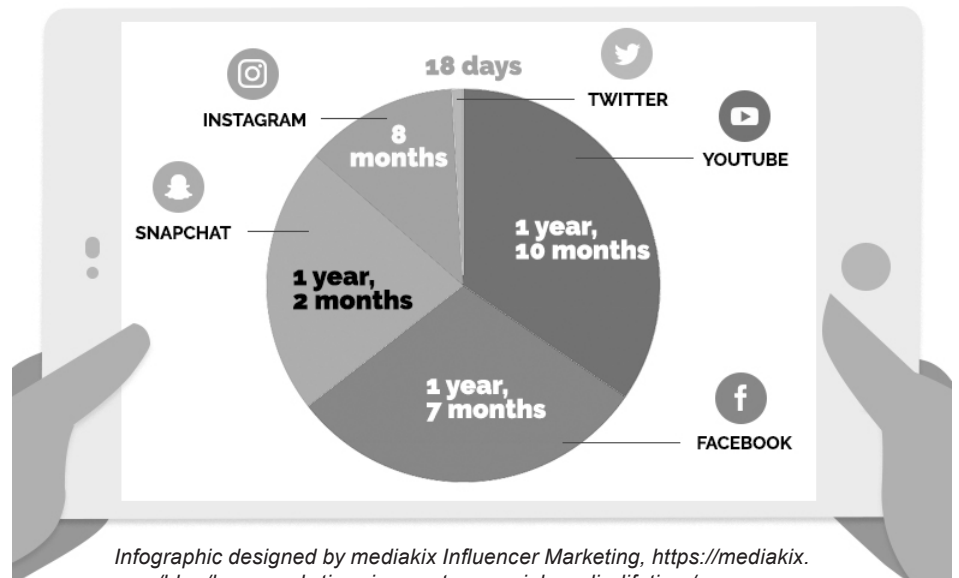 18 days
TWITTER
INSTAGRAM
8
months
YOUTUBE
SNAPCHAT
1 year,
10 months
1 year,
2 months
1 year,
7 months
FACEBOOK
Infographic designed by mediakix Influencer Marketing, https://mediakix.